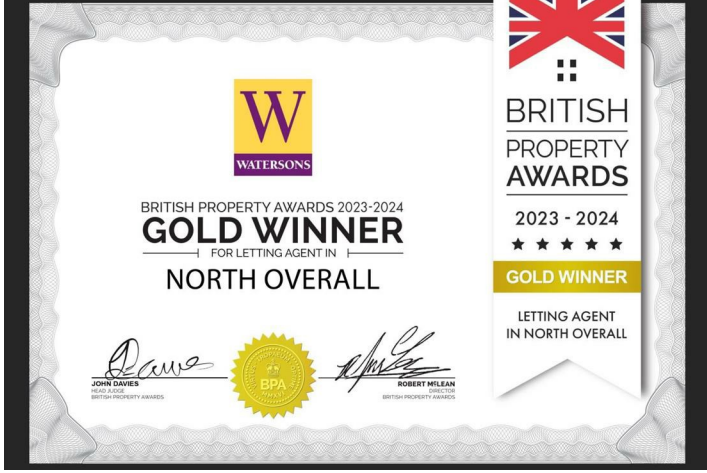 W
WATERSONS
BRITISH PROPERTY AWARDS 2023-2024
GOLD WINNER
FOR LETTING AGENT IN
NORTH OVERALL
JOHN DAVIES
HEAD JUDGE
BRITISH PROPERTY AWARDS
BPA
ROBERT McLEAN
DIRECTOR
BRITISH PROPERTY AWARDS
BRITISH
PROPERTY
AWARDS
2023 - 2024
GOLD WINNER
LETTING AGENT
IN NORTH OVERALL